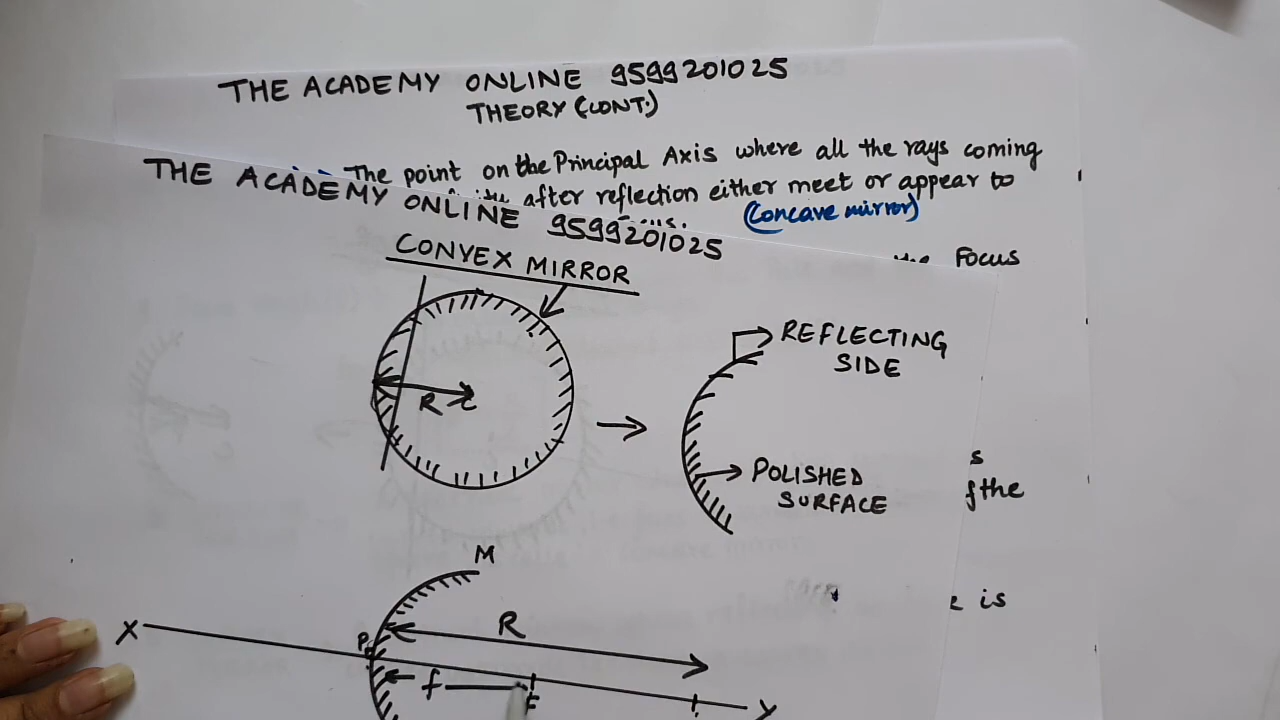 THE ACADEMY ONLINE 9599201025
THEORY (CONT.)
The point on the Principal Axis where all the rays coming
after reflection either meet or appear to
(Concave mirror)
Focus
THE ACADEMY ONLINE 9599201025
CONVEX MIRROR
R C
REFLECTING
SIDE
POLISHED
SURFACE
s
f the
is
M
X
P
R
f
F
Y